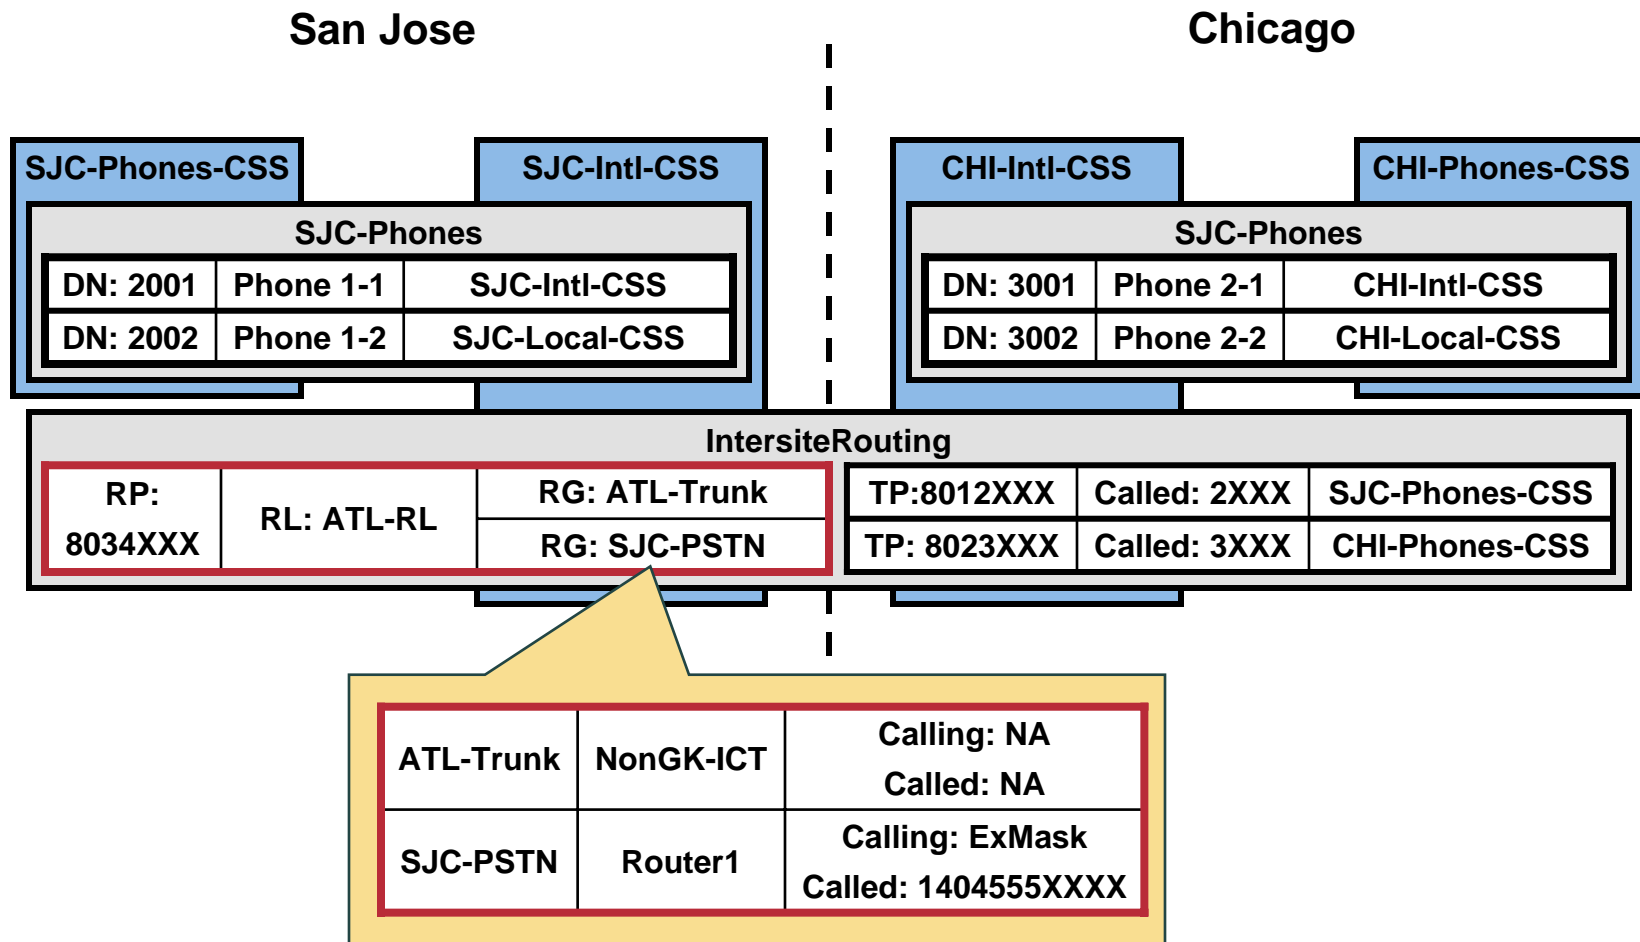 San Jose
Chicago
SJC-Phones-CSS
SJC-Intl-CSS
CHI-Intl-CSS
CHI-Phones-CSS
SJC-Phones
SJC-Phones
DN: 2001 Phone 1-1 SJC-Intl-CSS
DN: 3001 Phone 2-1 CHI-Intl-CSS
DN: 2002 Phone 1-2 SJC-Local-CSS
DN: 3002 Phone 2-2 CHI-Local-CSS
IntersiteRouting
RP:
8034XXX
RL: ATL-RL
RG: ATL-Trunk
RG: SJC-PSTN
TP:8012XXX Called: 2XXX SJC-Phones-CSS
TP: 8023XXX Called: 3XXX CHI-Phones-CSS
ATL-Trunk
NonGK-ICT
Calling: NA
Called: NA
SJC-PSTN
Router1
Calling: ExMask
Called: 1404555XXXX